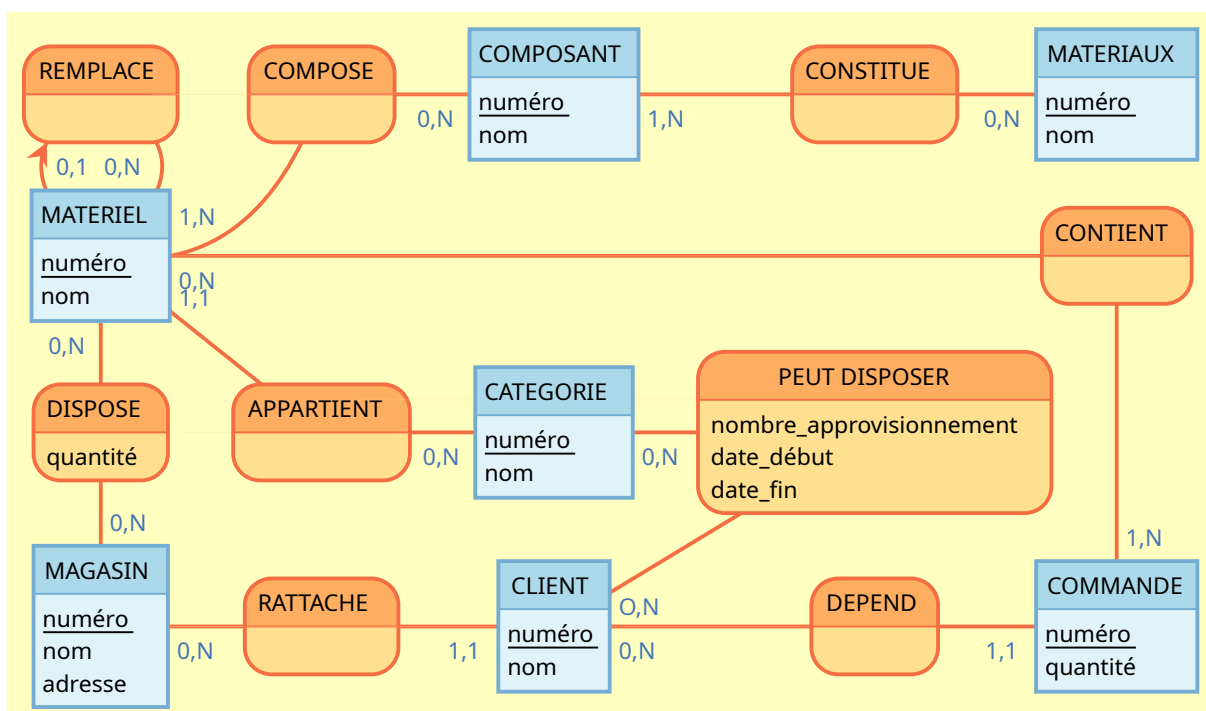 REMPLACE
COMPOSE
COMPOSANT
numéro
nom
CONSTITUE
MATERIAUX
numéro
nom
0,N
1,N
0,N
0,1
0,N
MATERIEL
numéro
nom
1,N
0,N
1,1
CONTIENT
0,N
DISPOSE
quantité
APPARTIENT
0,N
CATEGORIE
numéro
nom
0,N
PEUT DISPOSER
nombre_approvisionnement
date_début
date_fin
0,N
1,N
MAGASIN
numéro
nom
adresse
0,N
RATTACHE
1,1
CLIENT
numéro
nom
O,N
0,N
DEPEND
1,1
COMMANDE
numéro
quantité